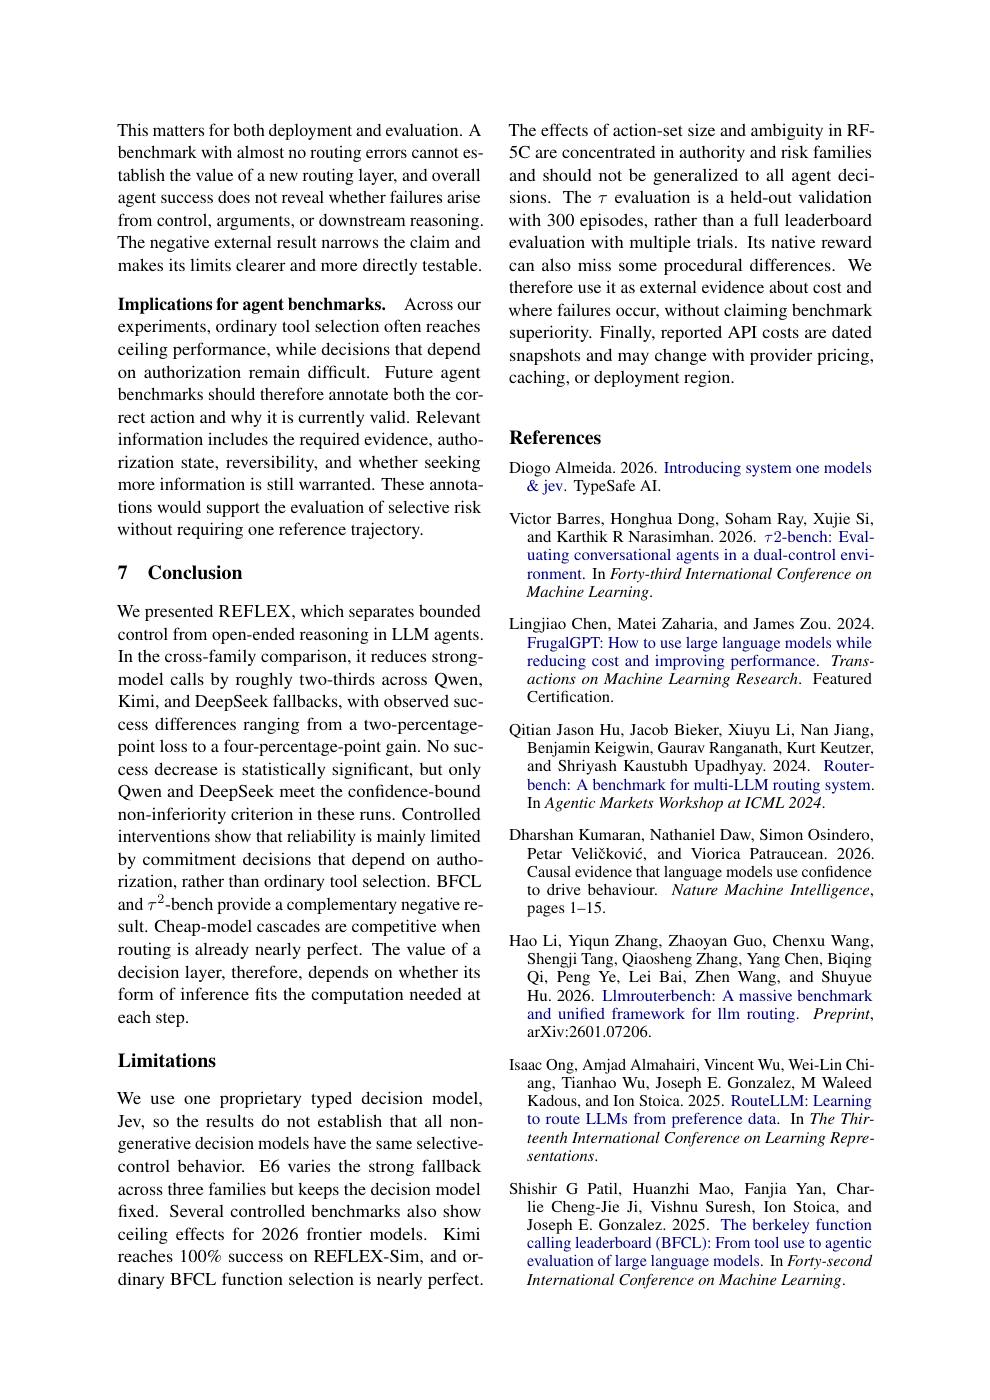 This matters for both deployment and evaluation. A
benchmark with almost no routing errors cannot es-
tablish the value of a new routing layer, and overall
agent success does not reveal whether failures arise
from control, arguments, or downstream reasoning.
The negative external result narrows the claim and
makes its limits clearer and more directly testable.
Implications for agent benchmarks. Across our
experiments, ordinary tool selection often reaches
ceiling performance, while decisions that depend
on authorization remain difficult. Future agent
benchmarks should therefore annotate both the cor-
rect action and why it is currently valid. Relevant
information includes the required evidence, autho-
rization state, reversibility, and whether seeking
more information is still warranted. These annota-
tions would support the evaluation of selective risk
without requiring one reference trajectory.
7 Conclusion
We presented REFLEX, which separates bounded
control from open-ended reasoning in LLM agents.
In the cross-family comparison, it reduces strong-
model calls by roughly two-thirds across Qwen,
Kimi, and DeepSeek fallbacks, with observed suc-
cess differences ranging from a two-percentage-
point loss to a four-percentage-point gain. No suc-
cess decrease is statistically significant, but only
Qwen and DeepSeek meet the confidence-bound
non-inferiority criterion in these runs. Controlled
interventions show that reliability is mainly limited
by commitment decisions that depend on autho-
rization, rather than ordinary tool selection. BFCL
and τ²-bench provide a complementary negative re-
sult. Cheap-model cascades are competitive when
routing is already nearly perfect. The value of a
decision layer, therefore, depends on whether its
form of inference fits the computation needed at
each step.
Limitations
We use one proprietary typed decision model,
Jev, so the results do not establish that all non-
generative decision models have the same selective-
control behavior. E6 varies the strong fallback
across three families but keeps the decision model
fixed. Several controlled benchmarks also show
ceiling effects for 2026 frontier models. Kimi
reaches 100% success on REFLEX-Sim, and or-
dinary BFCL function selection is nearly perfect.
The effects of action-set size and ambiguity in RF-
5C are concentrated in authority and risk families
and should not be generalized to all agent deci-
sions. The τ evaluation is a held-out validation
with 300 episodes, rather than a full leaderboard
evaluation with multiple trials. Its native reward
can also miss some procedural differences. We
therefore use it as external evidence about cost and
where failures occur, without claiming benchmark
superiority. Finally, reported API costs are dated
snapshots and may change with provider pricing,
caching, or deployment region.
References
Diogo Almeida. 2026. Introducing system one models
& jev. TypeSafe AI.
Victor Barres, Honghua Dong, Soham Ray, Xujie Si,
and Karthik R Narasimhan. 2026. τ2-bench: Eval-
uating conversational agents in a dual-control envi-
ronment. In Forty-third International Conference on
Machine Learning.
Lingjiao Chen, Matei Zaharia, and James Zou. 2024.
FrugalGPT: How to use large language models while
reducing cost and improving performance. Trans-
actions on Machine Learning Research. Featured
Certification.
Qitian Jason Hu, Jacob Bieker, Xiuyu Li, Nan Jiang,
Benjamin Keigwin, Gaurav Ranganath, Kurt Keutzer,
and Shriyash Kaustubh Upadhyay. 2024. Router-
bench: A benchmark for multi-LLM routing system.
In Agentic Markets Workshop at ICML 2024.
Dharshan Kumaran, Nathaniel Daw, Simon Osindero,
Petar Veličković, and Viorica Patraucean. 2026.
Causal evidence that language models use confidence
to drive behaviour. Nature Machine Intelligence,
pages 1–15.
Hao Li, Yiqun Zhang, Zhaoyan Guo, Chenxu Wang,
Shengji Tang, Qiaosheng Zhang, Yang Chen, Biqing
Qi, Peng Ye, Lei Bai, Zhen Wang, and Shuyue
Hu. 2026. Llmrouterbench: A massive benchmark
and unified framework for llm routing. Preprint,
arXiv:2601.07206.
Isaac Ong, Amjad Almahairi, Vincent Wu, Wei-Lin Chi-
ang, Tianhao Wu, Joseph E. Gonzalez, M Waleed
Kadous, and Ion Stoica. 2025. RouteLLM: Learning
to route LLMs from preference data. In The Thir-
teenth International Conference on Learning Repre-
sentations.
Shishir G Patil, Huanzhi Mao, Fanjia Yan, Char-
lie Cheng-Jie Ji, Vishnu Suresh, Ion Stoica, and
Joseph E. Gonzalez. 2025. The berkeley function
calling leaderboard (BFCL): From tool use to agentic
evaluation of large language models. In Forty-second
International Conference on Machine Learning.